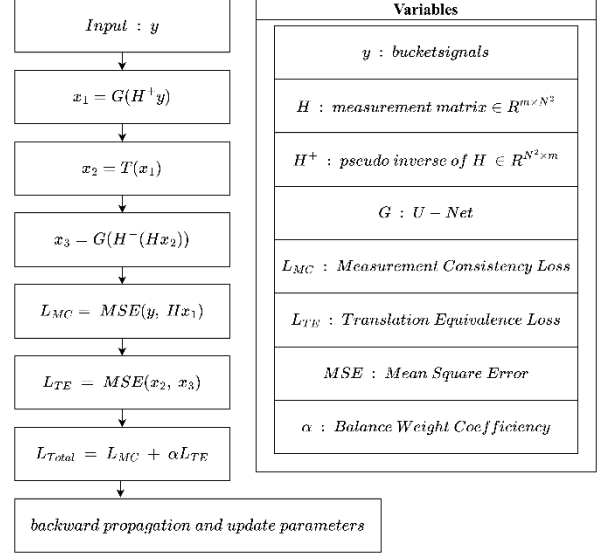 Input : y
x₁ = G(H⁺y)
x₂ = T(x₁)
x₃ = G(H⁻(Hx₂))
L_MC = MSE(y, Hx₁)
L_TE = MSE(x₂, x₃)
L_Total = L_MC + αL_TE
backward propagation and update parameters
Variables
y : bucketsignals
H : measurement matrix ∈ R^{m×N²}
H⁺ : pseudo inverse of H ∈ R^{N²×m}
G : U − Net
L_MC : Measurement Consistency Loss
L_TE : Translation Equivalence Loss
MSE : Mean Square Error
α : Balance Weight Coefficiency